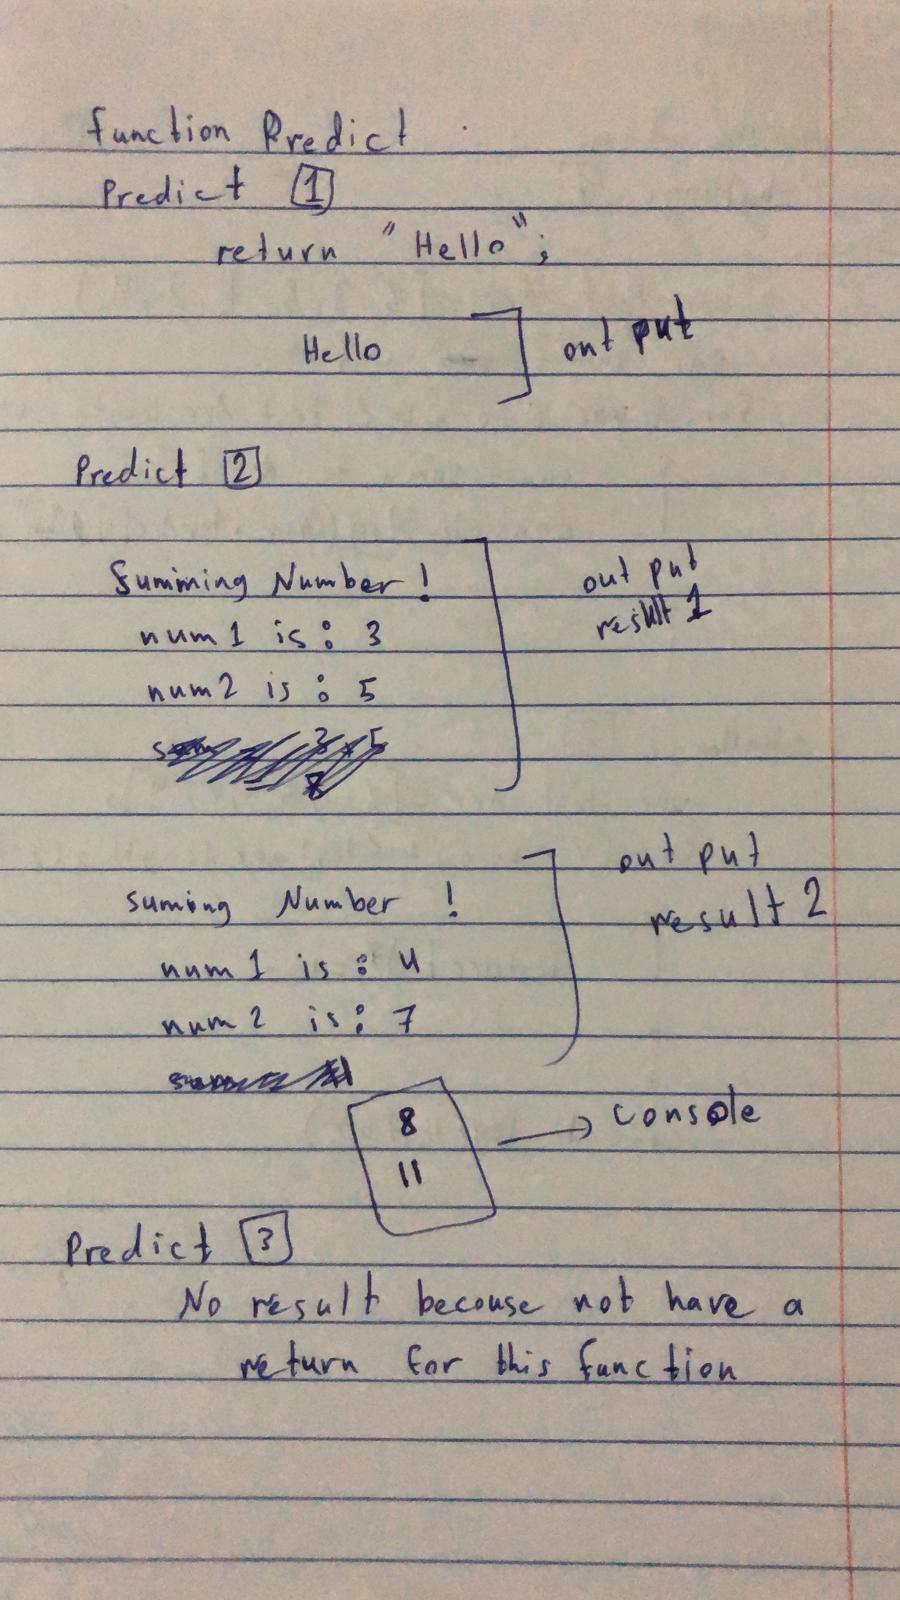 Function Predict
Predict 1
return "Hello";
Hello
out put
Predict 2
Summing Number !
num1 is : 3
num2 is : 5
out put
result 1
suming Number !
num1 is : 4
num2 is : 7
out put
result 2
8
11
console
Predict 3
No result becouse not have a
return for this function